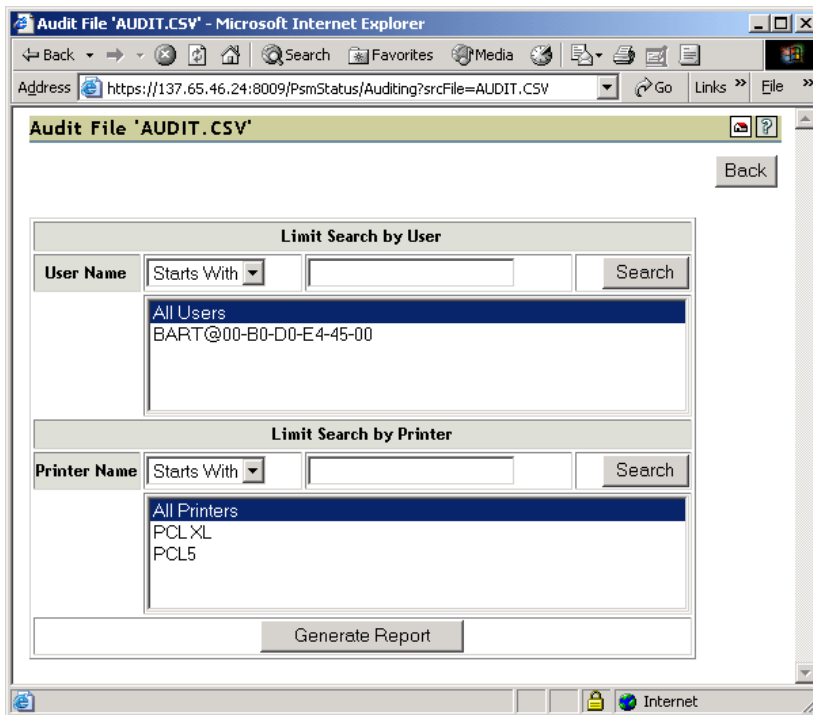 Audit File 'AUDIT.CSV' - Microsoft Internet Explorer
Back Search Favorites Media
Address https://137.65.46.24:8009/PsmStatus/Auditing?srcFile=AUDIT.CSV Go Links » File »
Audit File 'AUDIT.CSV' ?
Back
Limit Search by User
User Name Starts With Search
All Users
BART@00-B0-D0-E4-45-00
Limit Search by Printer
Printer Name Starts With Search
All Printers
PCL XL
PCL5
Generate Report
Internet